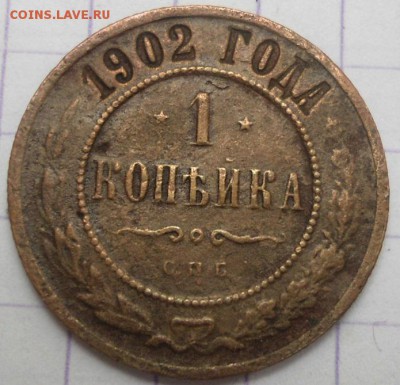 COINS.LAVE.RU
1902 ГОДА
1
КОПѢЙКА
СПБ